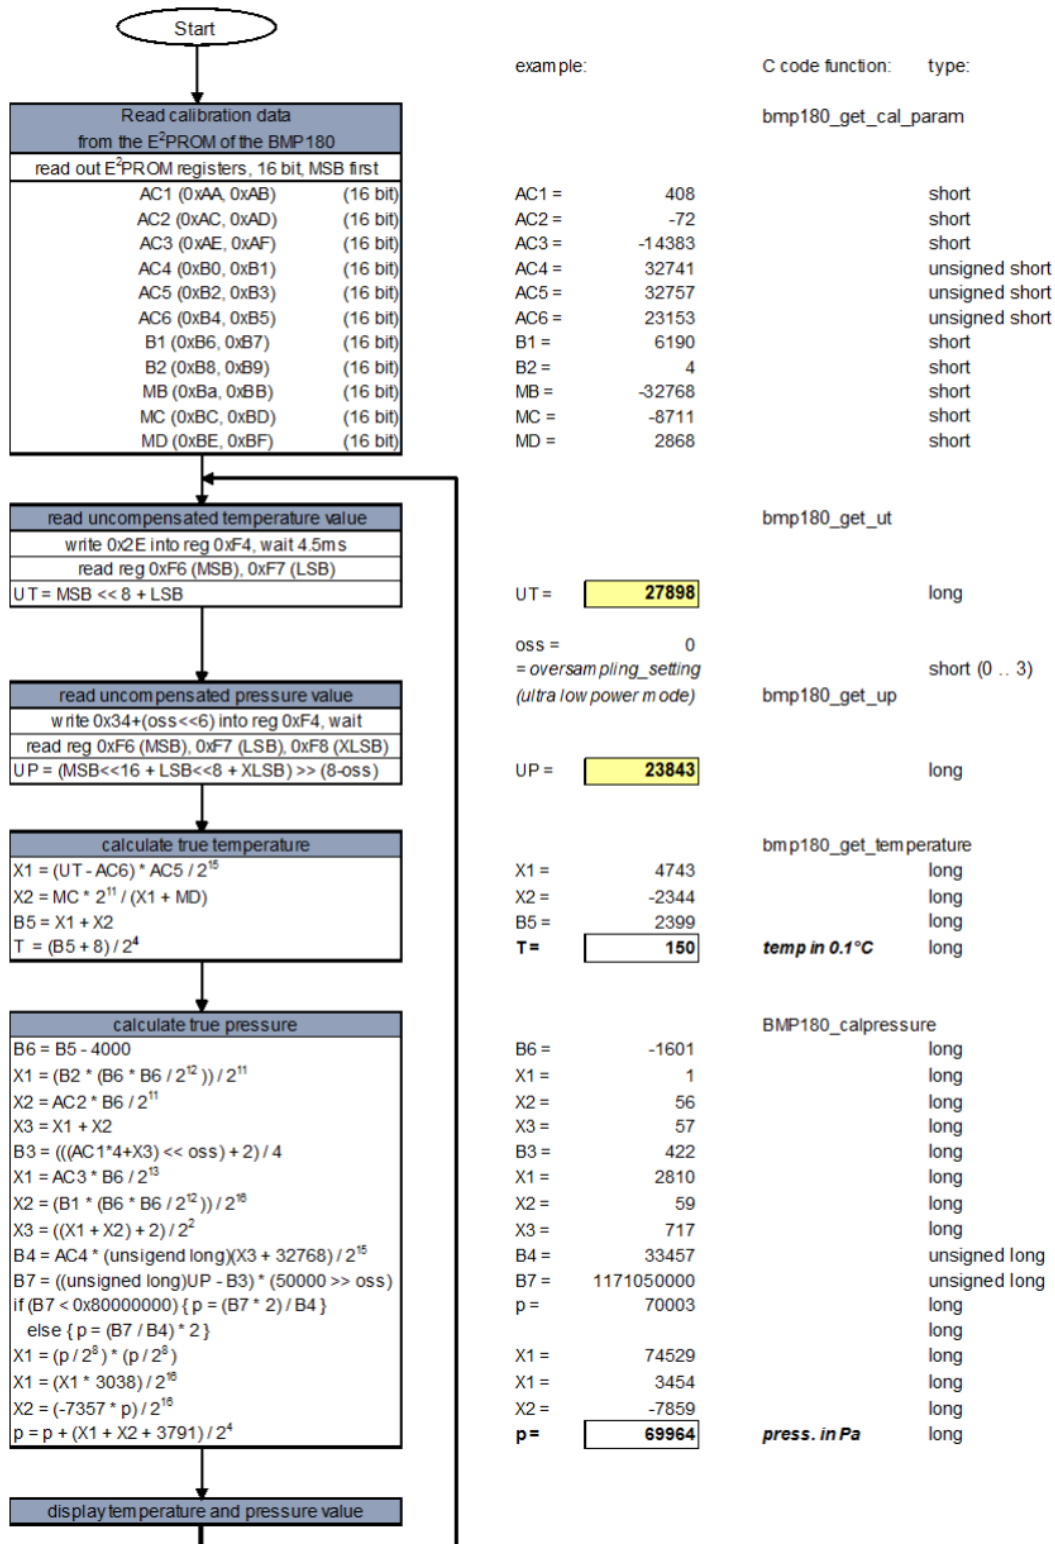 Start
example: C code function: type:
Read calibration data bmp180_get_cal_param
from the E²PROM of the BMP180
read out E²PROM registers, 16 bit, MSB first
AC1 (0xAA, 0xAB) (16 bit) AC1 = 408 short
AC2 (0xAC, 0xAD) (16 bit) AC2 = -72 short
AC3 (0xAE, 0xAF) (16 bit) AC3 = -14383 short
AC4 (0xB0, 0xB1) (16 bit) AC4 = 32741 unsigned short
AC5 (0xB2, 0xB3) (16 bit) AC5 = 32757 unsigned short
AC6 (0xB4, 0xB5) (16 bit) AC6 = 23153 unsigned short
B1 (0xB6, 0xB7) (16 bit) B1 = 6190 short
B2 (0xB8, 0xB9) (16 bit) B2 = 4 short
MB (0xBa, 0xBB) (16 bit) MB = -32768 short
MC (0xBC, 0xBD) (16 bit) MC = -8711 short
MD (0xBE, 0xBF) (16 bit) MD = 2868 short
read uncompensated temperature value bmp180_get_ut
write 0x2E into reg 0xF4, wait 4.5ms
read reg 0xF6 (MSB), 0xF7 (LSB)
UT = MSB << 8 + LSB UT = 27898 long
oss = 0
= oversampling_setting short (0 .. 3)
read uncompensated pressure value (ultra low power mode) bmp180_get_up
write 0x34+(oss<<6) into reg 0xF4, wait
read reg 0xF6 (MSB), 0xF7 (LSB), 0xF8 (XLSB)
UP = (MSB<<16 + LSB<<8 + XLSB) >> (8-oss) UP = 23843 long
calculate true temperature bmp180_get_temperature
X1 = (UT - AC6) * AC5 / 2¹⁵ X1 = 4743 long
X2 = MC * 2¹¹ / (X1 + MD) X2 = -2344 long
B5 = X1 + X2 B5 = 2399 long
T = (B5 + 8) / 2⁴ T = 150 temp in 0.1°C long
calculate true pressure BMP180_calpressure
B6 = B5 - 4000 B6 = -1601 long
X1 = (B2 * (B6 * B6 / 2¹² )) / 2¹¹ X1 = 1 long
X2 = AC2 * B6 / 2¹¹ X2 = 56 long
X3 = X1 + X2 X3 = 57 long
B3 = (((AC1*4+X3) << oss) + 2) / 4 B3 = 422 long
X1 = AC3 * B6 / 2¹³ X1 = 2810 long
X2 = (B1 * (B6 * B6 / 2¹² )) / 2¹⁶ X2 = 59 long
X3 = ((X1 + X2) + 2) / 2² X3 = 717 long
B4 = AC4 * (unsigend long)(X3 + 32768) / 2¹⁵ B4 = 33457 unsigned long
B7 = ((unsigned long)UP - B3) * (50000 >> oss) B7 = 1171050000 unsigned long
if (B7 < 0x80000000) { p = (B7 * 2) / B4 } p = 70003 long
else { p = (B7 / B4) * 2 } long
X1 = (p / 2⁸ ) * (p / 2⁸ ) X1 = 74529 long
X1 = (X1 * 3038) / 2¹⁶ X1 = 3454 long
X2 = (-7357 * p) / 2¹⁶ X2 = -7859 long
p = p + (X1 + X2 + 3791) / 2⁴ p = 69964 press. in Pa long
display temperature and pressure value